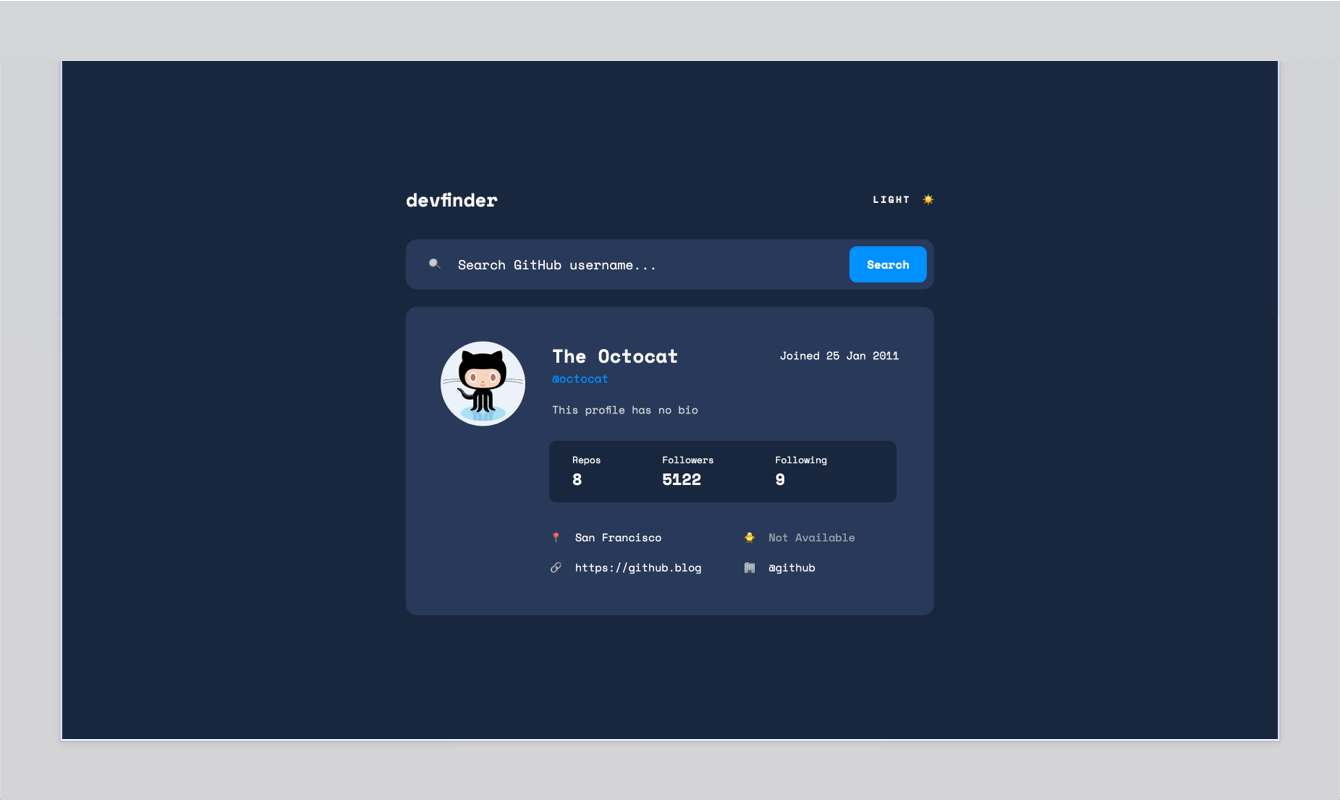 devfinder
LIGHT
Search GitHub username...
Search
The Octocat
Joined 25 Jan 2011
@octocat
This profile has no bio
Repos
Followers
Following
8
5122
9
San Francisco
Not Available
https://github.blog
@github